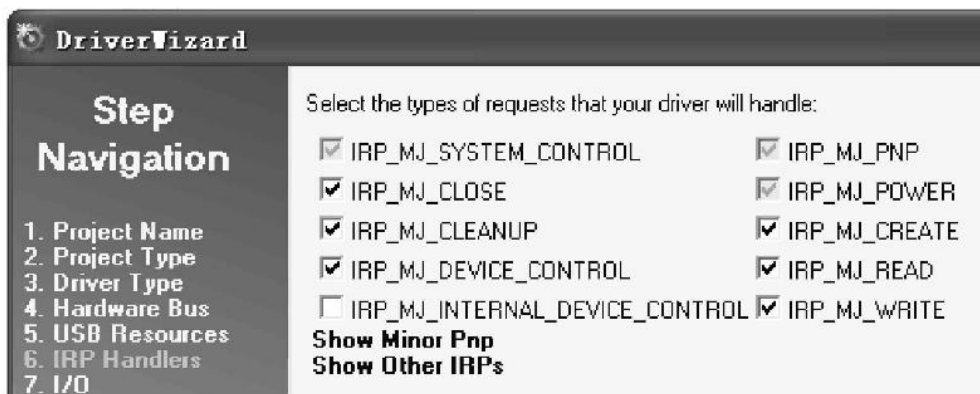 DriverWizard
Step
Navigation
1. Project Name
2. Project Type
3. Driver Type
4. Hardware Bus
5. USB Resources
6. IRP Handlers
7. I/O
Select the types of requests that your driver will handle:
IRP_MJ_SYSTEM_CONTROL IRP_MJ_PNP
IRP_MJ_CLOSE IRP_MJ_POWER
IRP_MJ_CLEANUP IRP_MJ_CREATE
IRP_MJ_DEVICE_CONTROL IRP_MJ_READ
IRP_MJ_INTERNAL_DEVICE_CONTROL IRP_MJ_WRITE
Show Minor Pnp
Show Other IRPs